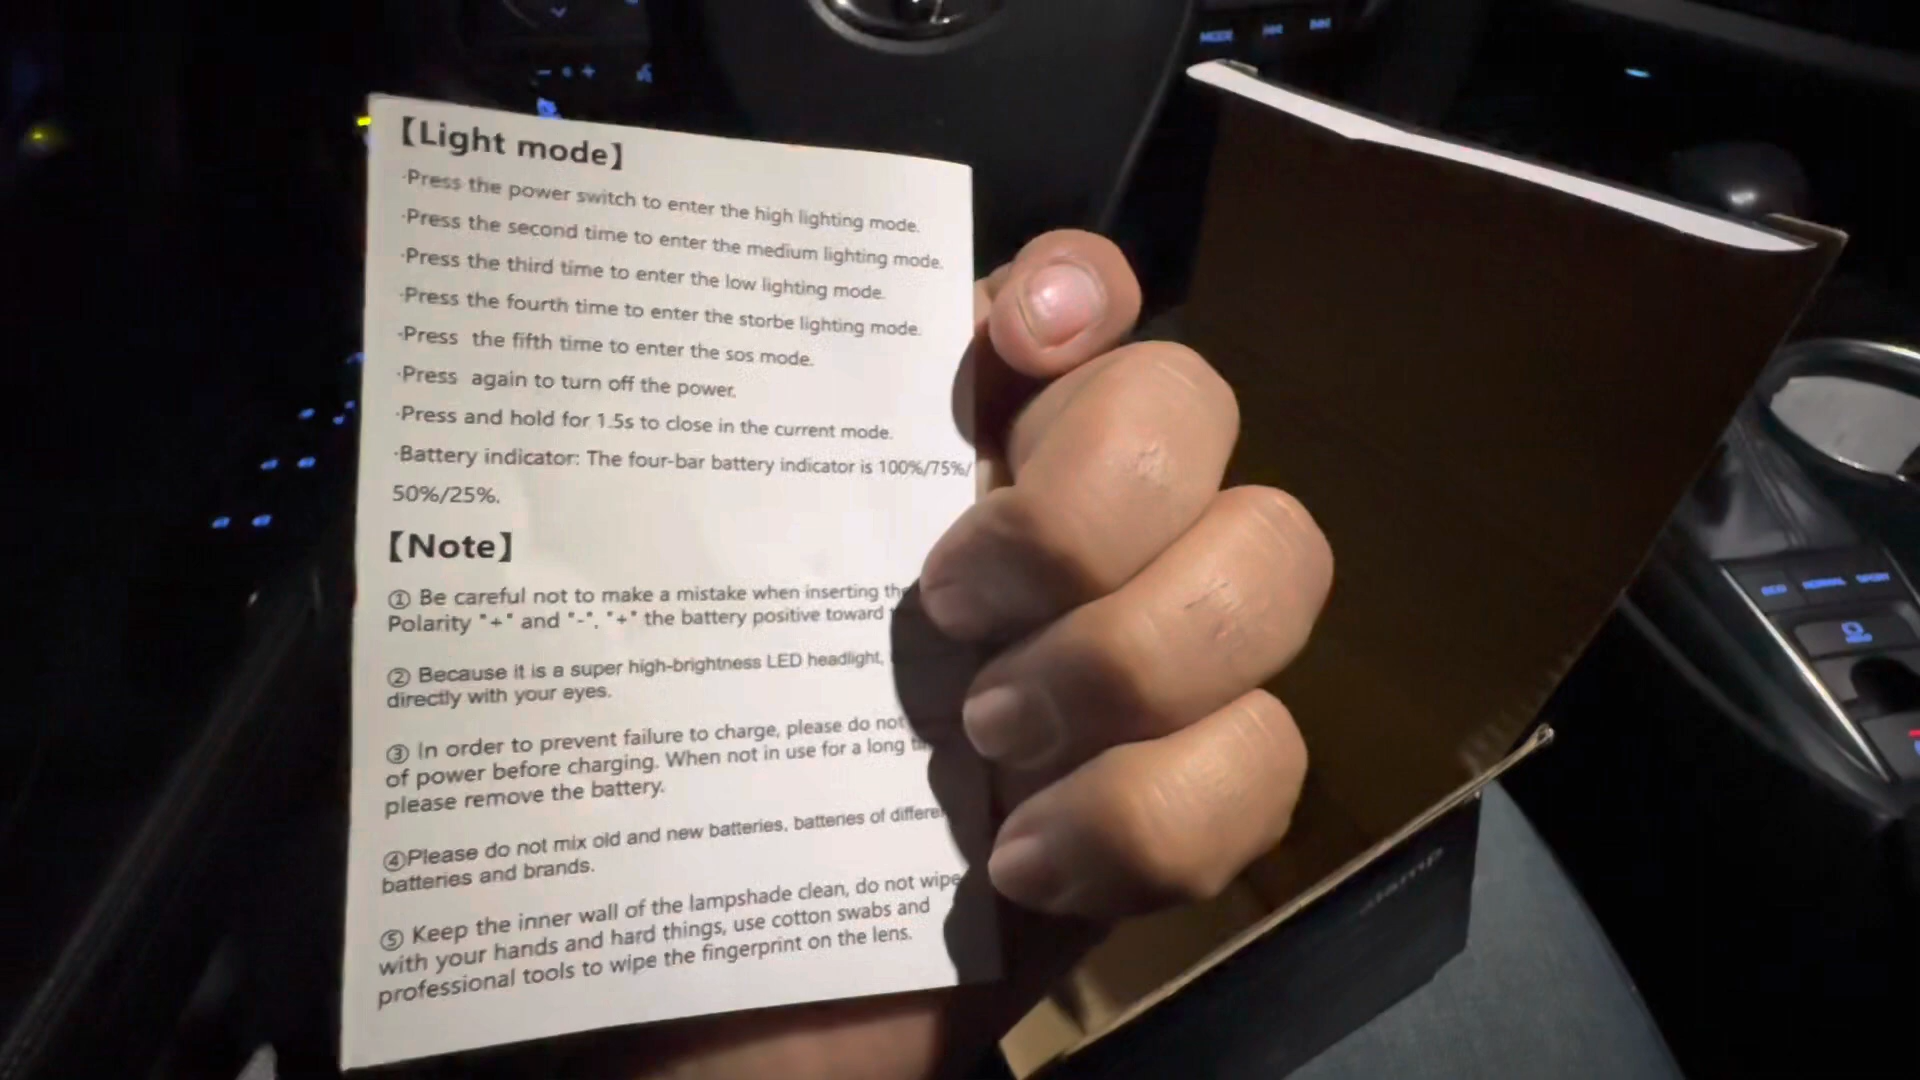 【Light mode】
·Press the power switch to enter the high lighting mode.
·Press the second time to enter the medium lighting mode.
·Press the third time to enter the low lighting mode.
·Press the fourth time to enter the storbe lighting mode.
·Press the fifth time to enter the sos mode.
·Press again to turn off the power.
·Press and hold for 1.5s to close in the current mode.
·Battery indicator: The four-bar battery indicator is 100%/75%/
50%/25%.
【Note】
① Be careful not to make a mistake when inserting the
Polarity "+" and "-", "+" the battery positive toward
② Because it is a super high-brightness LED headlight,
directly with your eyes.
③ In order to prevent failure to charge, please do not
of power before charging. When not in use for a long
please remove the battery.
④Please do not mix old and new batteries, batteries of
batteries and brands.
⑤ Keep the inner wall of the lampshade clean, do not wipe
with your hands and hard things, use cotton swabs and
professional tools to wipe the fingerprint on the lens.
MODE
ECO NORMAL SPORT